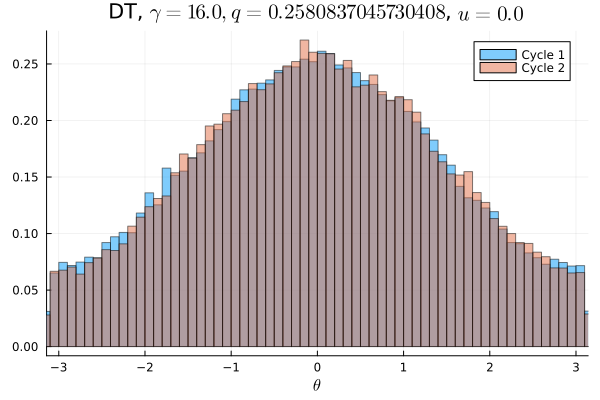 DT, γ = 16.0, q = 0.2580837045730408, u = 0.0
Cycle 1
Cycle 2
0.25
0.20
0.15
0.10
0.05
0.00
−3 −2 −1 0 1 2 3
θ